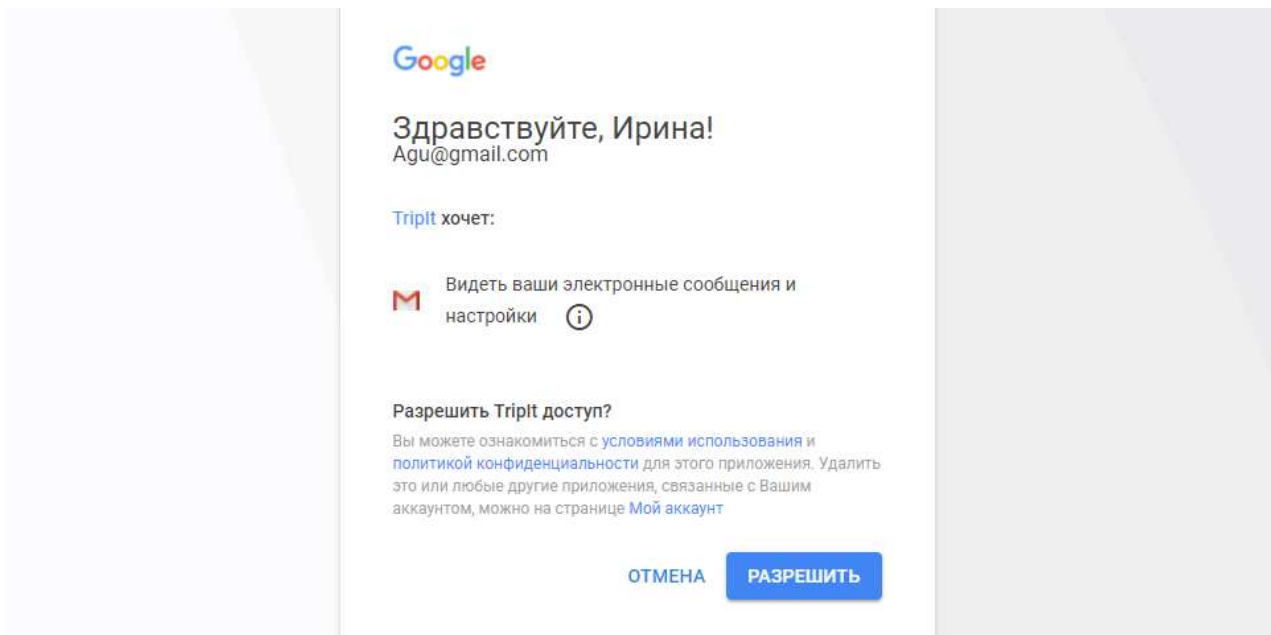 Google
Здравствуйте, Ирина!
Agu@gmail.com
TripIt хочет:
Видеть ваши электронные сообщения и
настройки
Разрешить TripIt доступ?
Вы можете ознакомиться с условиями использования и
политикой конфиденциальности для этого приложения. Удалить
это или любые другие приложения, связанные с Вашим
аккаунтом, можно на странице Мой аккаунт
ОТМЕНА РАЗРЕШИТЬ